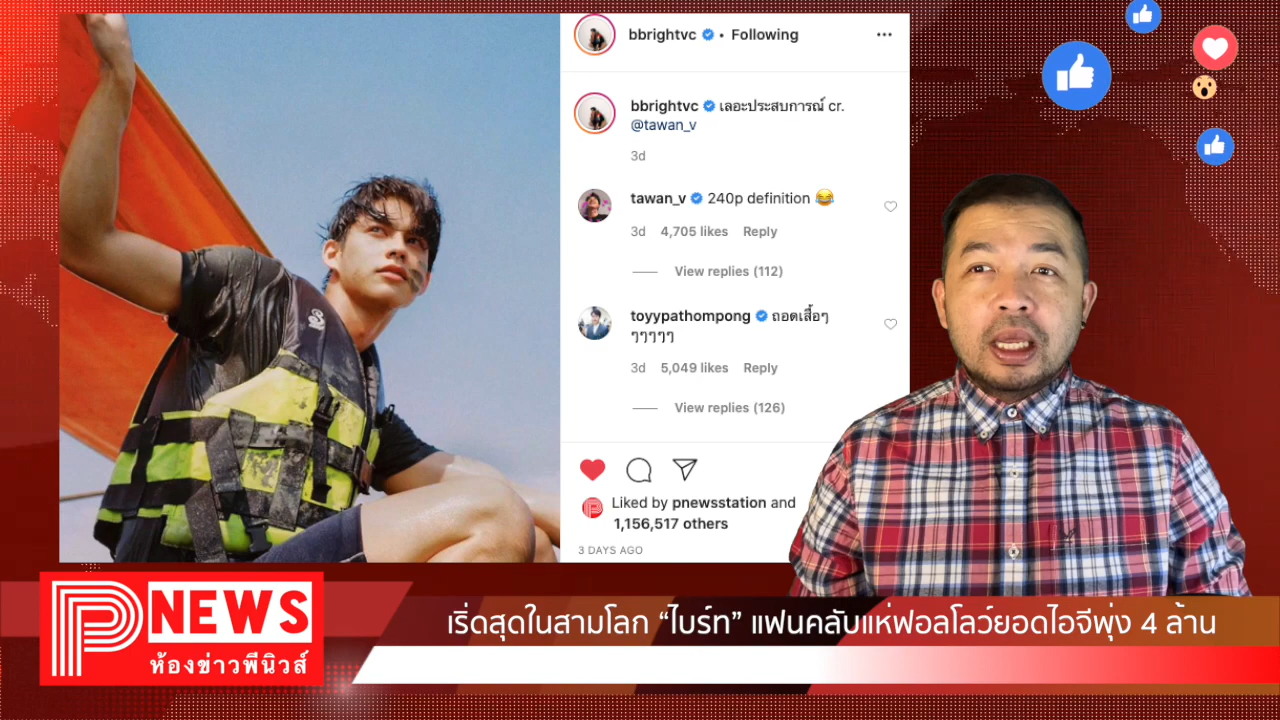 bbrightvc • Following
bbrightvc เลอะประสบการณ์ cr.
@tawan_v
3d
tawan_v 240p definition 😂
3d 4,705 likes Reply
View replies (112)
toyypathompong ถอดเสื้อๆ
ๆๆๆๆๆ
3d 5,049 likes Reply
View replies (126)
Liked by pnewsstation and
1,156,517 others
3 DAYS AGO
P NEWS
ห้องข่าวพีนิวส์
เริ่ดสุดในสามโลก “ไบร์ท” แฟนคลับแห่ฟอลโลว์ยอดไอจีพุ่ง 4 ล้าน